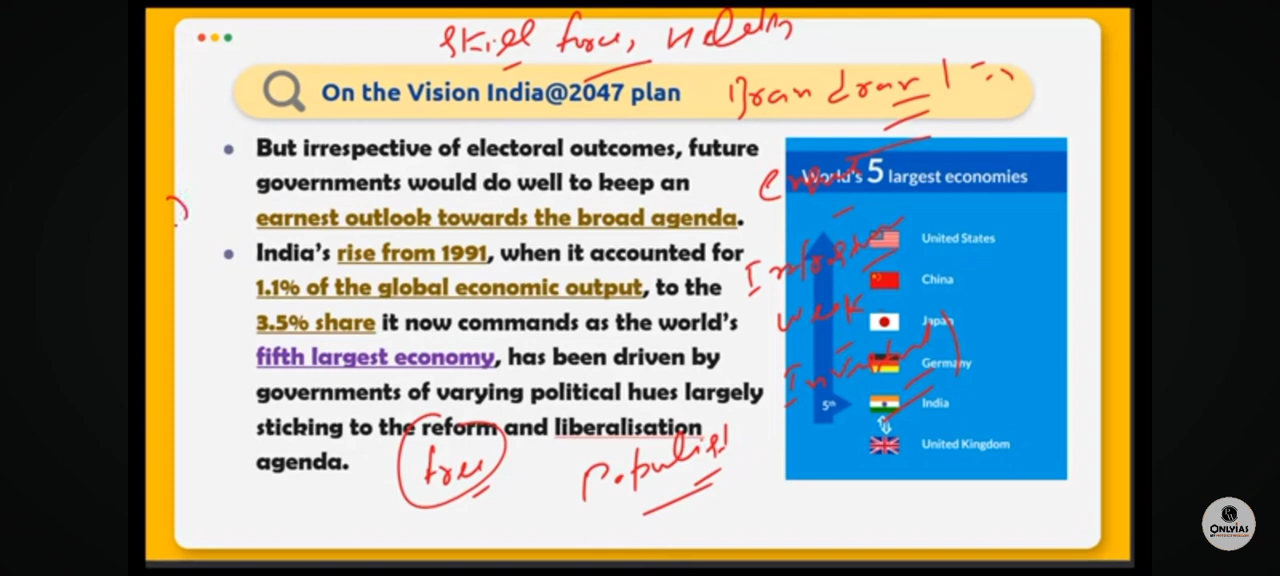 skill force, Health
On the Vision India@2047 plan
But irrespective of electoral outcomes, future
governments would do well to keep an
earnest outlook towards the broad agenda.
India's rise from 1991, when it accounted for
1.1% of the global economic output, to the
3.5% share it now commands as the world's
fifth largest economy, has been driven by
governments of varying political hues largely
sticking to the reform and liberalisation
agenda.
free
populist
World's 5 largest economies
United States
China
Japan
Germany
5th
India
United Kingdom
week
ONLYIAS